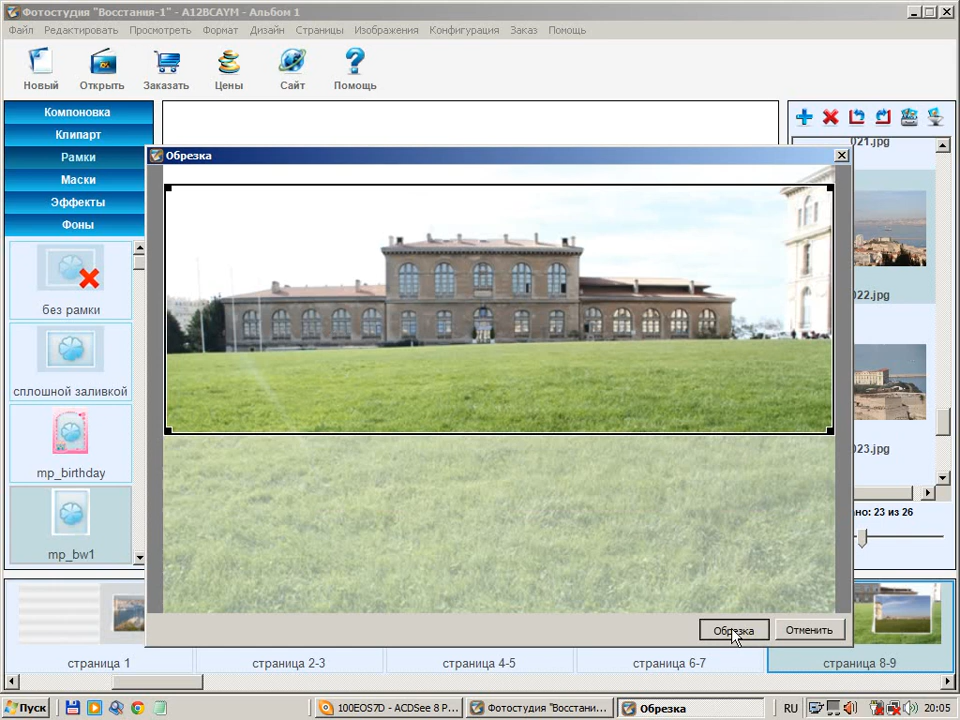 Фотостудия "Восстания-1" - A12BCAYM - Альбом 1
Файл Редактировать Просмотреть Формат Дизайн Страницы Изображения Конфигурация Заказ Помощь
Новый Открыть Заказать Цены Сайт Помощь
Компоновка
Клипарт
Рамки
Маски
Эффекты
Фоны
без рамки
сплошной заливкой
mp_birthday
mp_bw1
Обрезка
021.jpg
022.jpg
023.jpg
но: 23 из 26
Обрезка Отменить
страница 1 страница 2-3 страница 4-5 страница 6-7 страница 8-9
Пуск 100EOS7D - ACDSee 8 P... Фотостудия "Восстани... Обрезка RU 20:05